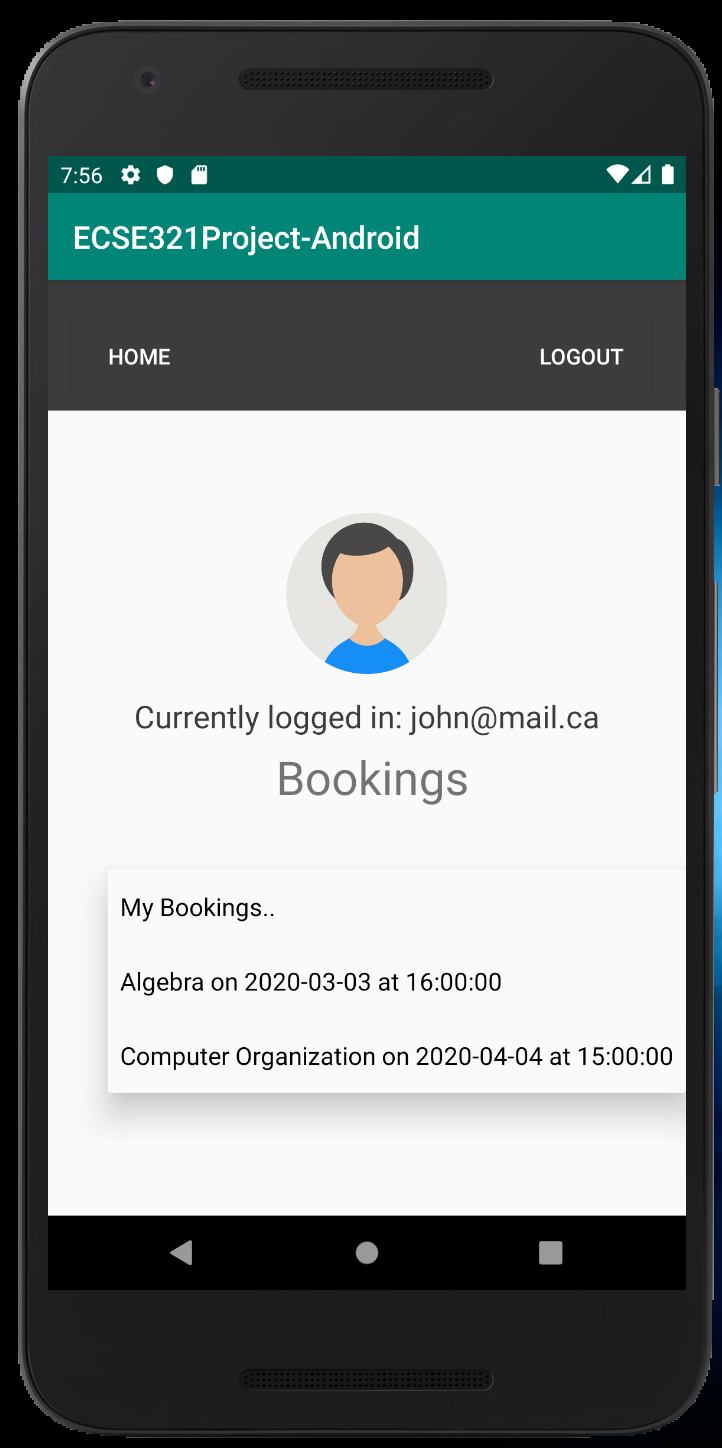 7:56
ECSE321Project-Android
HOME LOGOUT
Currently logged in: john@mail.ca
Bookings
My Bookings..
Algebra on 2020-03-03 at 16:00:00
Computer Organization on 2020-04-04 at 15:00:00